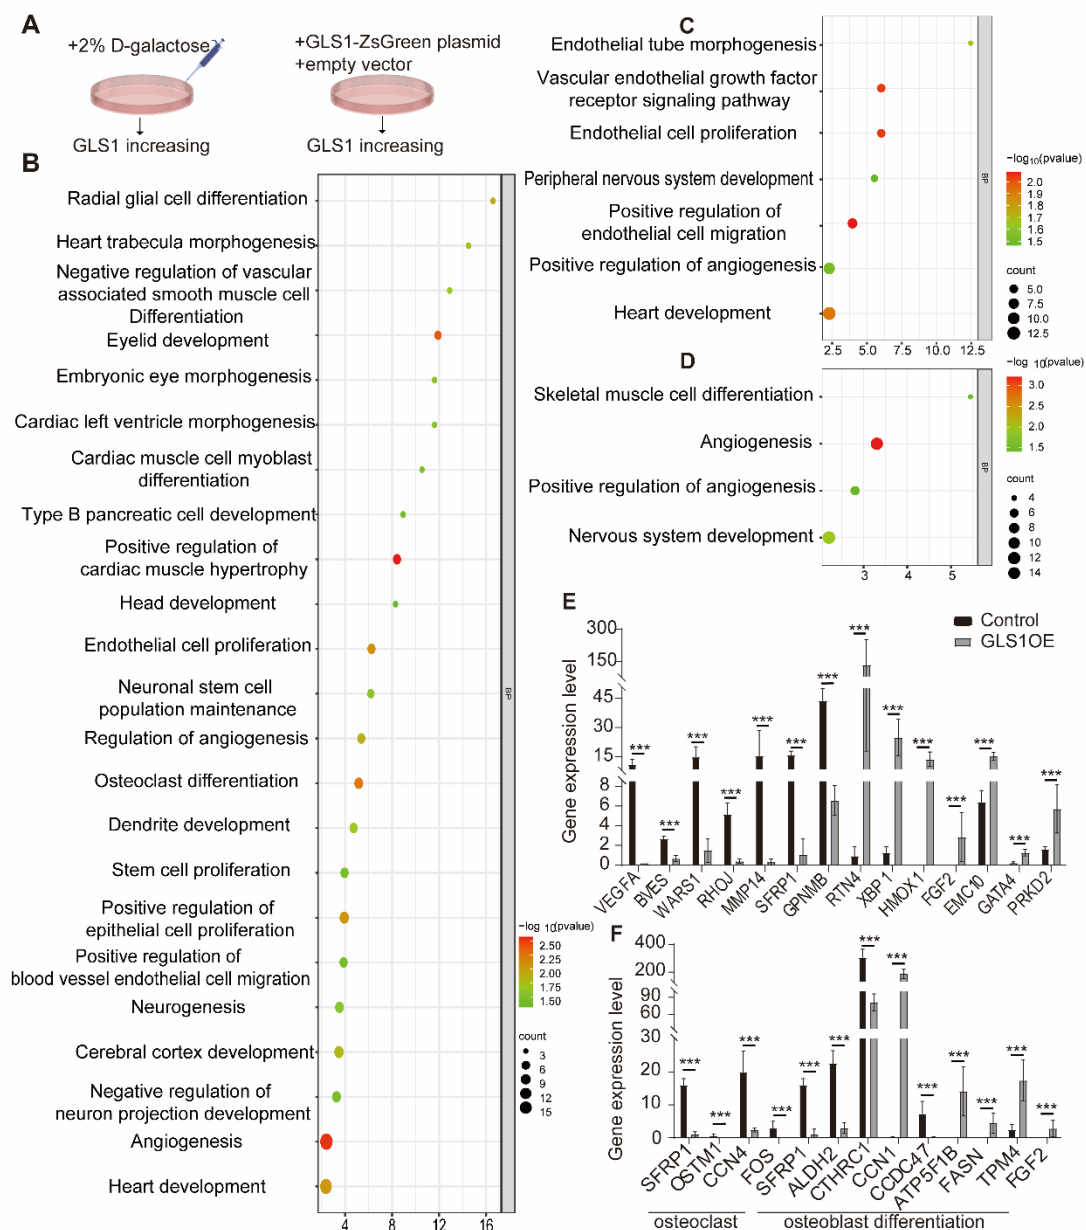 A
+2% D-galactose
+GLS1-ZsGreen plasmid
+empty vector
GLS1 increasing
GLS1 increasing
B
Radial glial cell differentiation
Heart trabecula morphogenesis
Negative regulation of vascular
associated smooth muscle cell
Differentiation
Eyelid development
Embryonic eye morphogenesis
Cardiac left ventricle morphogenesis
Cardiac muscle cell myoblast
differentiation
Type B pancreatic cell development
Positive regulation of
cardiac muscle hypertrophy
Head development
Endothelial cell proliferation
Neuronal stem cell
population maintenance
Regulation of angiogenesis
Osteoclast differentiation
Dendrite development
Stem cell proliferation
Positive regulation of
epithelial cell proliferation
Positive regulation of
blood vessel endothelial cell migration
Neurogenesis
Cerebral cortex development
Negative regulation of
neuron projection development
Angiogenesis
Heart development
4 8 12 16
BP
-log 10(pvalue)
2.50
2.25
2.00
1.75
1.50
count
3
6
9
12
15
C
Endothelial tube morphogenesis
Vascular endothelial growth factor
receptor signaling pathway
Endothelial cell proliferation
Peripheral nervous system development
Positive regulation of
endothelial cell migration
Positive regulation of angiogenesis
Heart development
2.5 5.0 7.5 10.0 12.5
BP
-log10(pvalue)
2.0
1.9
1.8
1.7
1.6
1.5
count
5.0
7.5
10.0
12.5
D
Skeletal muscle cell differentiation
Angiogenesis
Positive regulation of angiogenesis
Nervous system development
3 4 5
BP
-log 10(pvalue)
3.0
2.5
2.0
1.5
count
4
6
8
10
12
14
E
Control
GLS1OE
Gene expression level
300
150
45
30
15
8
6
4
2
0
*** *** *** *** *** *** *** *** *** *** *** *** *** ***
VEGFA BVES WARS1 RHOJ MMP14 SFRP1 GPNMB RTN4 XBP1 HMOX1 FGF2 EMC10 GATA4 PRKD2
F
Gene expression level
400
200
90
60
30
20
10
0
*** *** *** *** *** *** *** *** *** *** *** *** ***
SFRP1 OSTM1 CCN4 FOS SFRP1 ALDH2 CTHRC1 CCN1 CCDC47 ATP5F1B FASN TPM4 FGF2
osteoclast osteoblast differentiation